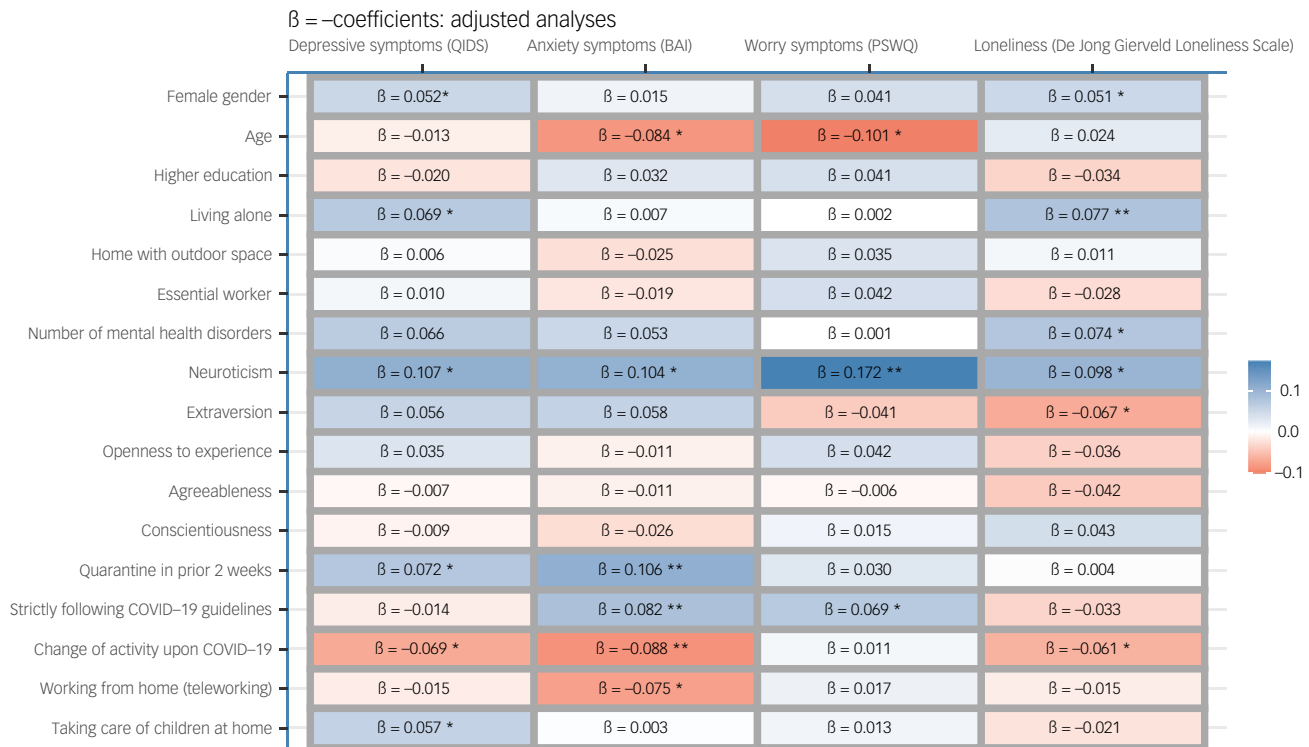 ß = –coefficients: adjusted analyses
Depressive symptoms (QIDS) Anxiety symptoms (BAI) Worry symptoms (PSWQ) Loneliness (De Jong Gierveld Loneliness Scale)
Female gender ß = 0.052* ß = 0.015 ß = 0.041 ß = 0.051 *
Age ß = –0.013 ß = –0.084 * ß = –0.101 * ß = 0.024
Higher education ß = –0.020 ß = 0.032 ß = 0.041 ß = –0.034
Living alone ß = 0.069 * ß = 0.007 ß = 0.002 ß = 0.077 **
Home with outdoor space ß = 0.006 ß = –0.025 ß = 0.035 ß = 0.011
Essential worker ß = 0.010 ß = –0.019 ß = 0.042 ß = –0.028
Number of mental health disorders ß = 0.066 ß = 0.053 ß = 0.001 ß = 0.074 *
Neuroticism ß = 0.107 * ß = 0.104 * ß = 0.172 ** ß = 0.098 *
Extraversion ß = 0.056 ß = 0.058 ß = –0.041 ß = –0.067 *
Openness to experience ß = 0.035 ß = –0.011 ß = 0.042 ß = –0.036
Agreeableness ß = –0.007 ß = –0.011 ß = –0.006 ß = –0.042
Conscientiousness ß = –0.009 ß = –0.026 ß = 0.015 ß = 0.043
Quarantine in prior 2 weeks ß = 0.072 * ß = 0.106 ** ß = 0.030 ß = 0.004
Strictly following COVID–19 guidelines ß = –0.014 ß = 0.082 ** ß = 0.069 * ß = –0.033
Change of activity upon COVID–19 ß = –0.069 * ß = –0.088 ** ß = 0.011 ß = –0.061 *
Working from home (teleworking) ß = –0.015 ß = –0.075 * ß = 0.017 ß = –0.015
Taking care of children at home ß = 0.057 * ß = 0.003 ß = 0.013 ß = –0.021
0.1
0.0
–0.1